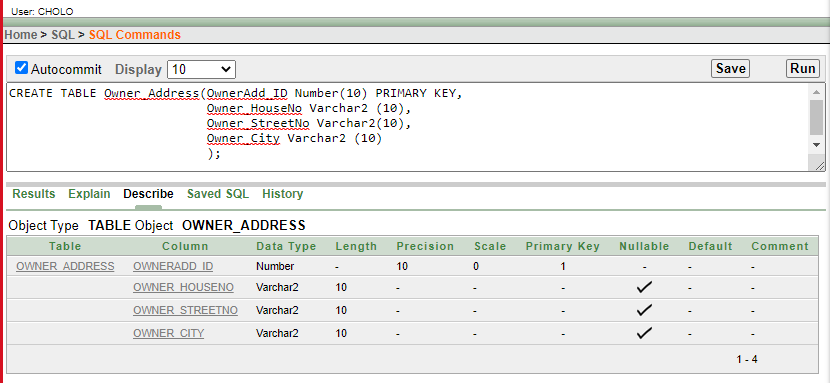 User: CHOLO
Home > SQL > SQL Commands
Autocommit Display 10 Save Run
CREATE TABLE Owner_Address(OwnerAdd_ID Number(10) PRIMARY KEY,
Owner_HouseNo Varchar2 (10),
Owner_StreetNo Varchar2(10),
Owner_City Varchar2 (10)
);
Results Explain Describe Saved SQL History
Object Type TABLE Object OWNER_ADDRESS
Table Column Data Type Length Precision Scale Primary Key Nullable Default Comment
OWNER_ADDRESS OWNERADD_ID Number - 10 0 1 - - -
OWNER_HOUSENO Varchar2 10 - - - ✓ - -
OWNER_STREETNO Varchar2 10 - - - ✓ - -
OWNER_CITY Varchar2 10 - - - ✓ - -
1 - 4